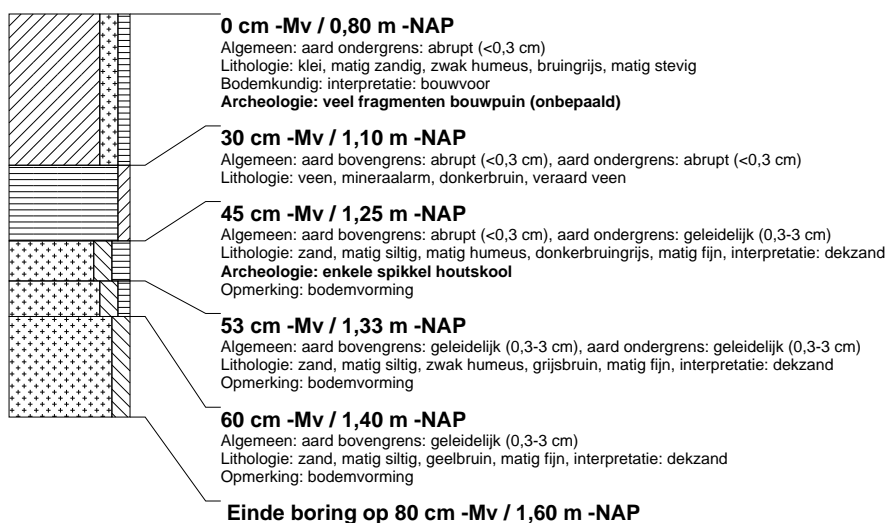 0 cm -Mv / 0,80 m -NAP
Algemeen: aard ondergrens: abrupt (<0,3 cm)
Lithologie: klei, matig zandig, zwak humeus, bruingrijs, matig stevig
Bodemkundig: interpretatie: bouwvoor
Archeologie: veel fragmenten bouwpuin (onbepaald)
30 cm -Mv / 1,10 m -NAP
Algemeen: aard bovengrens: abrupt (<0,3 cm), aard ondergrens: abrupt (<0,3 cm)
Lithologie: veen, mineraalarm, donkerbruin, veraard veen
45 cm -Mv / 1,25 m -NAP
Algemeen: aard bovengrens: abrupt (<0,3 cm), aard ondergrens: geleidelijk (0,3-3 cm)
Lithologie: zand, matig siltig, matig humeus, donkerbruingrijs, matig fijn, interpretatie: dekzand
Archeologie: enkele spikkel houtskool
Opmerking: bodemvorming
53 cm -Mv / 1,33 m -NAP
Algemeen: aard bovengrens: geleidelijk (0,3-3 cm), aard ondergrens: geleidelijk (0,3-3 cm)
Lithologie: zand, matig siltig, zwak humeus, grijsbruin, matig fijn, interpretatie: dekzand
Opmerking: bodemvorming
60 cm -Mv / 1,40 m -NAP
Algemeen: aard bovengrens: geleidelijk (0,3-3 cm)
Lithologie: zand, matig siltig, geelbruin, matig fijn, interpretatie: dekzand
Opmerking: bodemvorming
Einde boring op 80 cm -Mv / 1,60 m -NAP